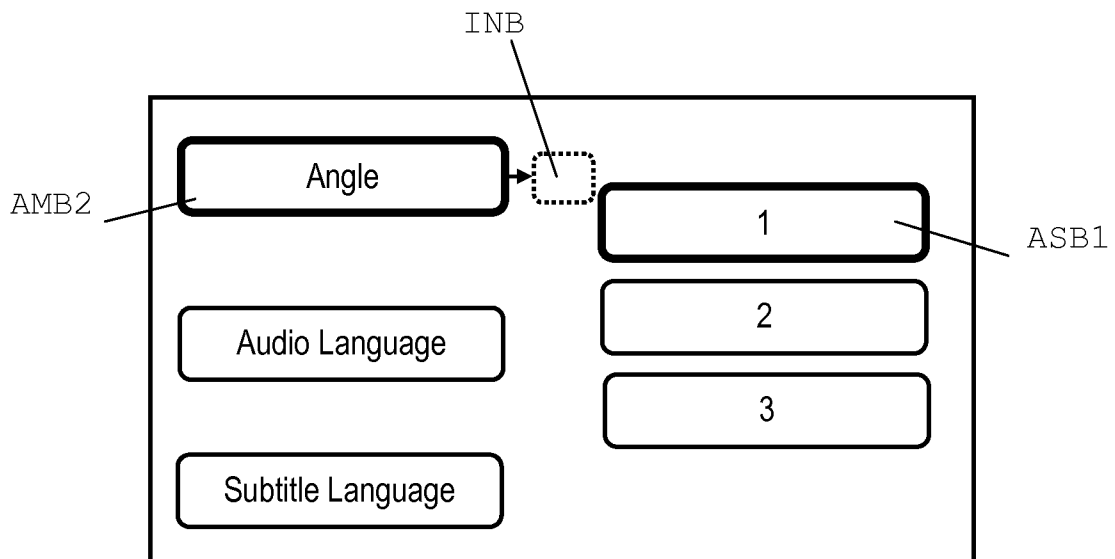 INB
Angle
AMB2
1
ASB1
2
Audio Language
3
Subtitle Language